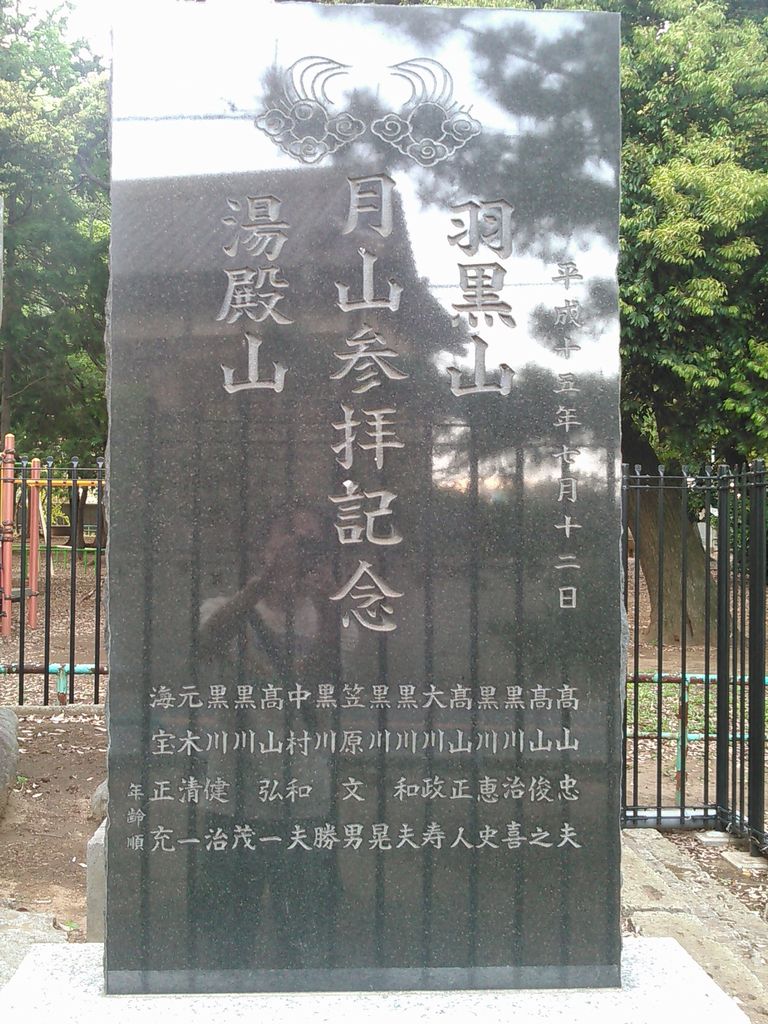 平成十五年七月十二日
羽黒山
月山参拝記念
湯殿山
髙山忠夫
髙山俊之
黒川治喜
黒川恵史
髙山正人
大川政寿
黒川和夫
黒川晃
笠原文男
黒川勝
中村和夫
髙山弘一
黒川茂
黒川健治
元木清一
海宝正充
年齢順